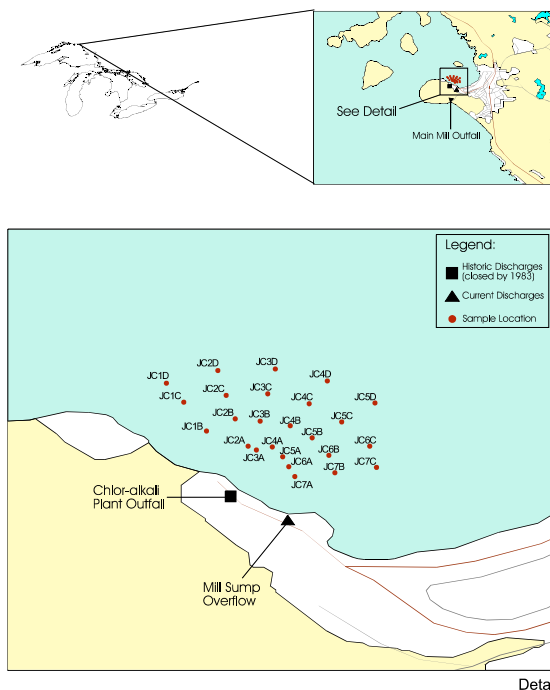 See Detail
Main Mill Outfall
Legend:
Historic Discharges
(closed by 1983)
Current Discharges
Sample Location
JC1D
JC2D
JC3D
JC4D
JC1C
JC2C
JC3C
JC4C
JC5D
JC1B
JC2B
JC3B
JC4B
JC5C
JC2A
JC3A
JC4A
JC5B
JC5A
JC6B
JC6C
JC6A
JC7B
JC7C
JC7A
Chlor-alkali
Plant Outfall
Mill Sump
Overflow
Deta